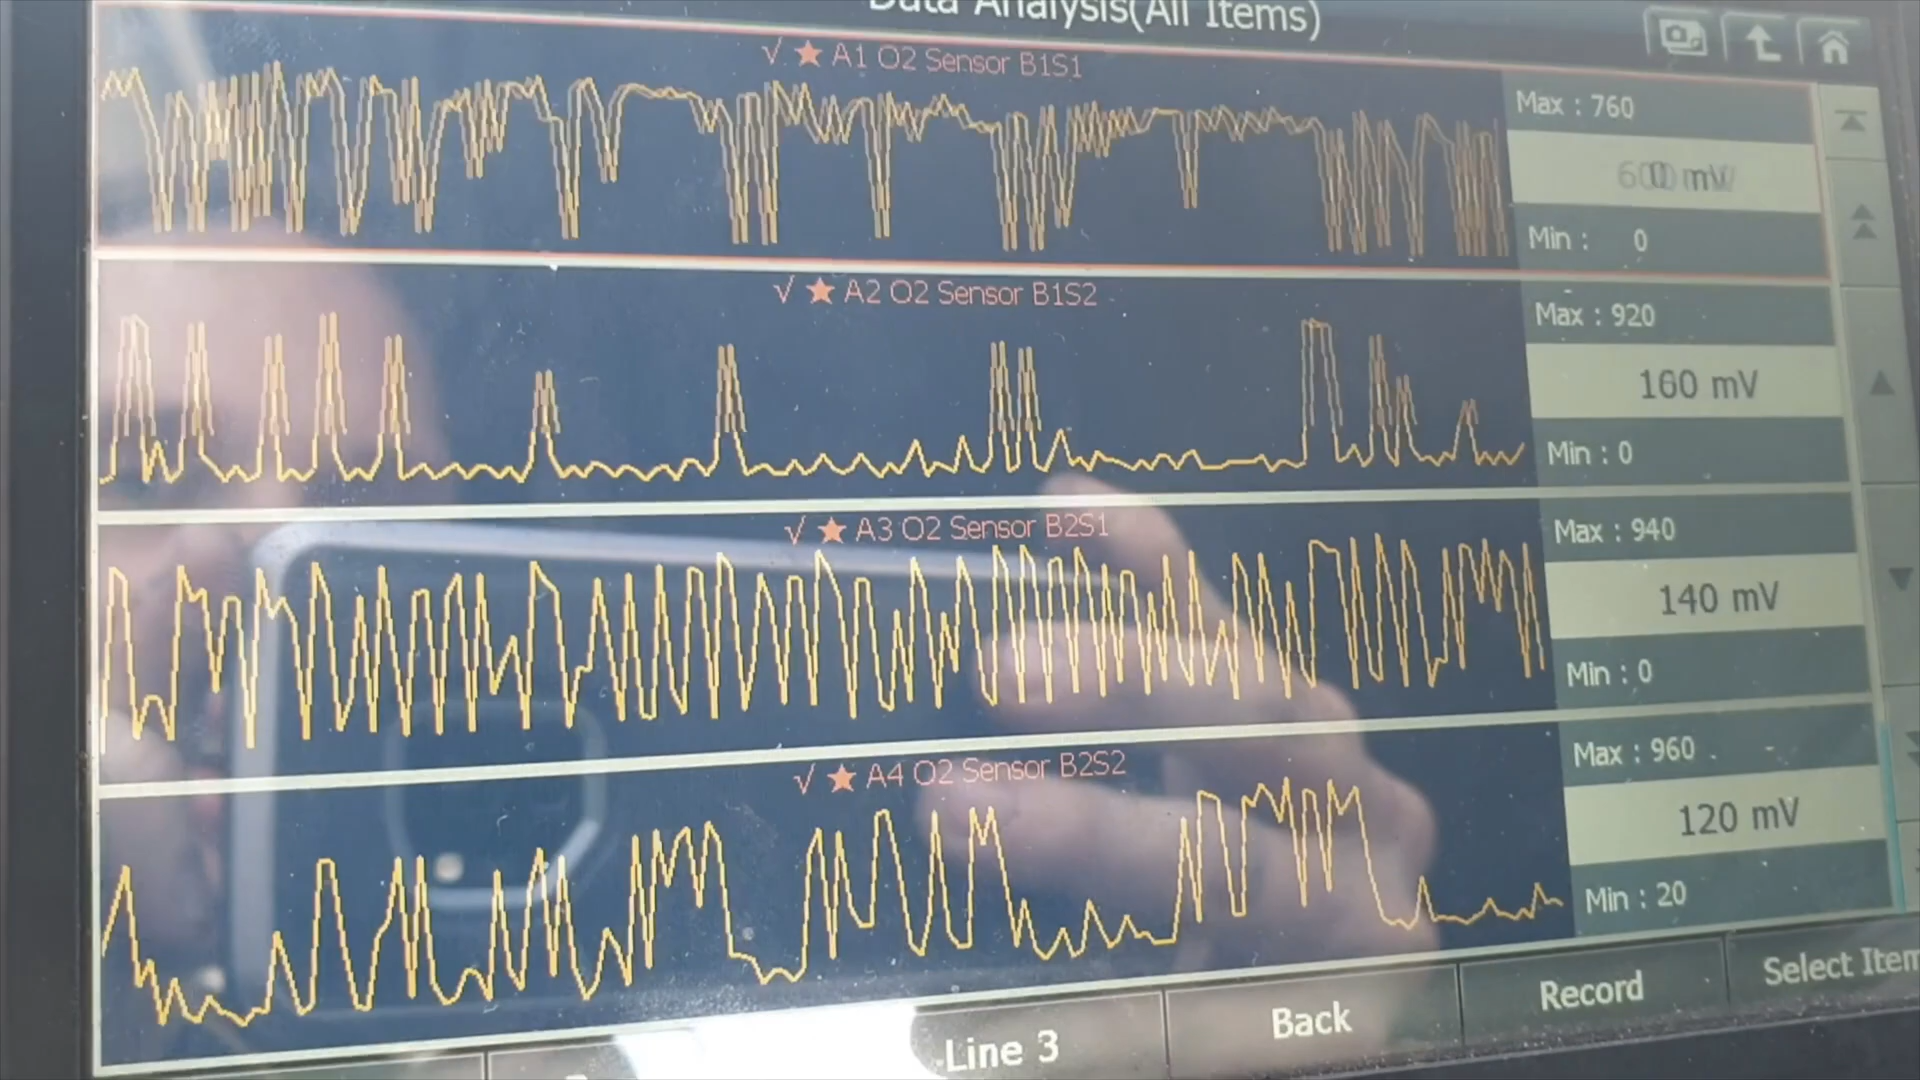 Data Analysis(All Items)
√ ★ A1 O2 Sensor B1S1
Max : 760
mV
Min : 0
√ ★ A2 O2 Sensor B1S2
Max : 920
160 mV
Min : 0
√ ★ A3 O2 Sensor B2S1
Max : 940
140 mV
Min : 0
√ ★ A4 O2 Sensor B2S2
Max : 960
120 mV
Min : 20
Line 3
Back
Record
Select Item